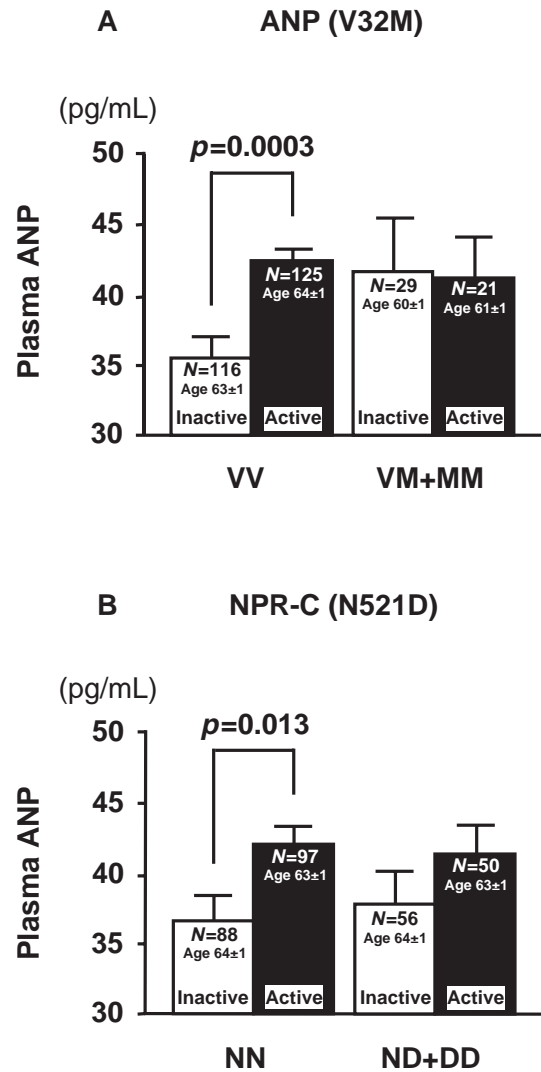 A ANP (V32M)
(pg/mL)
50
p=0.0003
45
40
35
30
Plasma ANP
N=116
Age 63±1
Inactive
N=125
Age 64±1
Active
N=29
Age 60±1
Inactive
N=21
Age 61±1
Active
VV VM+MM
B NPR-C (N521D)
(pg/mL)
50
p=0.013
45
40
35
30
Plasma ANP
N=88
Age 64±1
Inactive
N=97
Age 63±1
Active
N=56
Age 64±1
Inactive
N=50
Age 63±1
Active
NN ND+DD